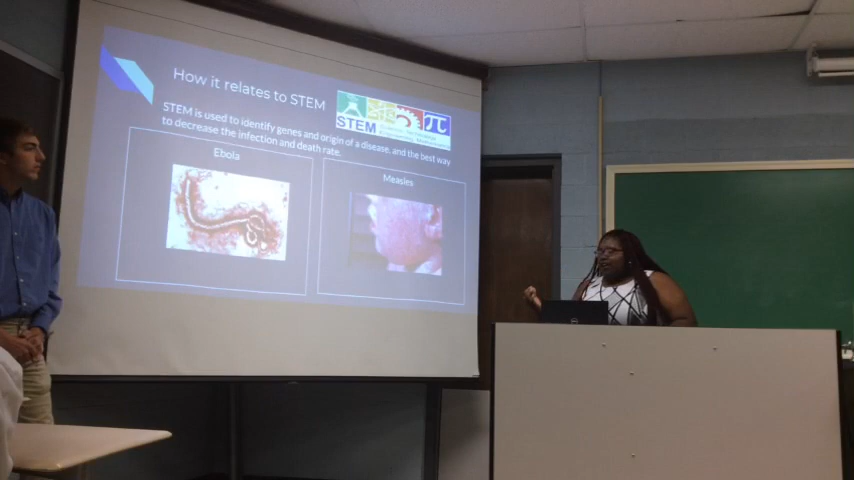 How it relates to STEM
STEM
STEM is used to identify genes and origin of a disease, and the best way
to decrease the infection and death rate.
Ebola
Measles